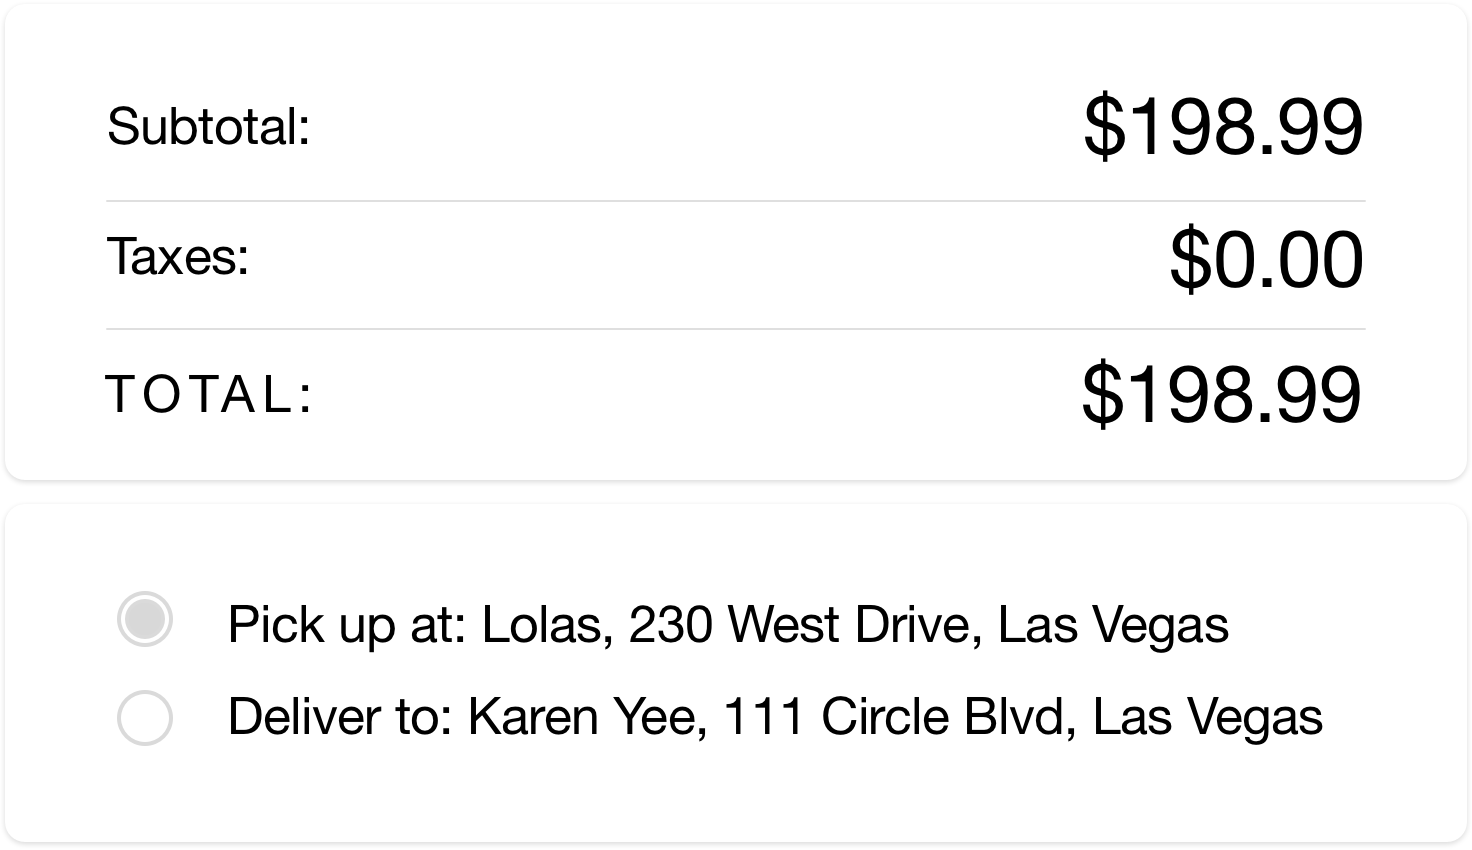 Subtotal: $198.99
Taxes: $0.00
TOTAL: $198.99
Pick up at: Lolas, 230 West Drive, Las Vegas
Deliver to: Karen Yee, 111 Circle Blvd, Las Vegas